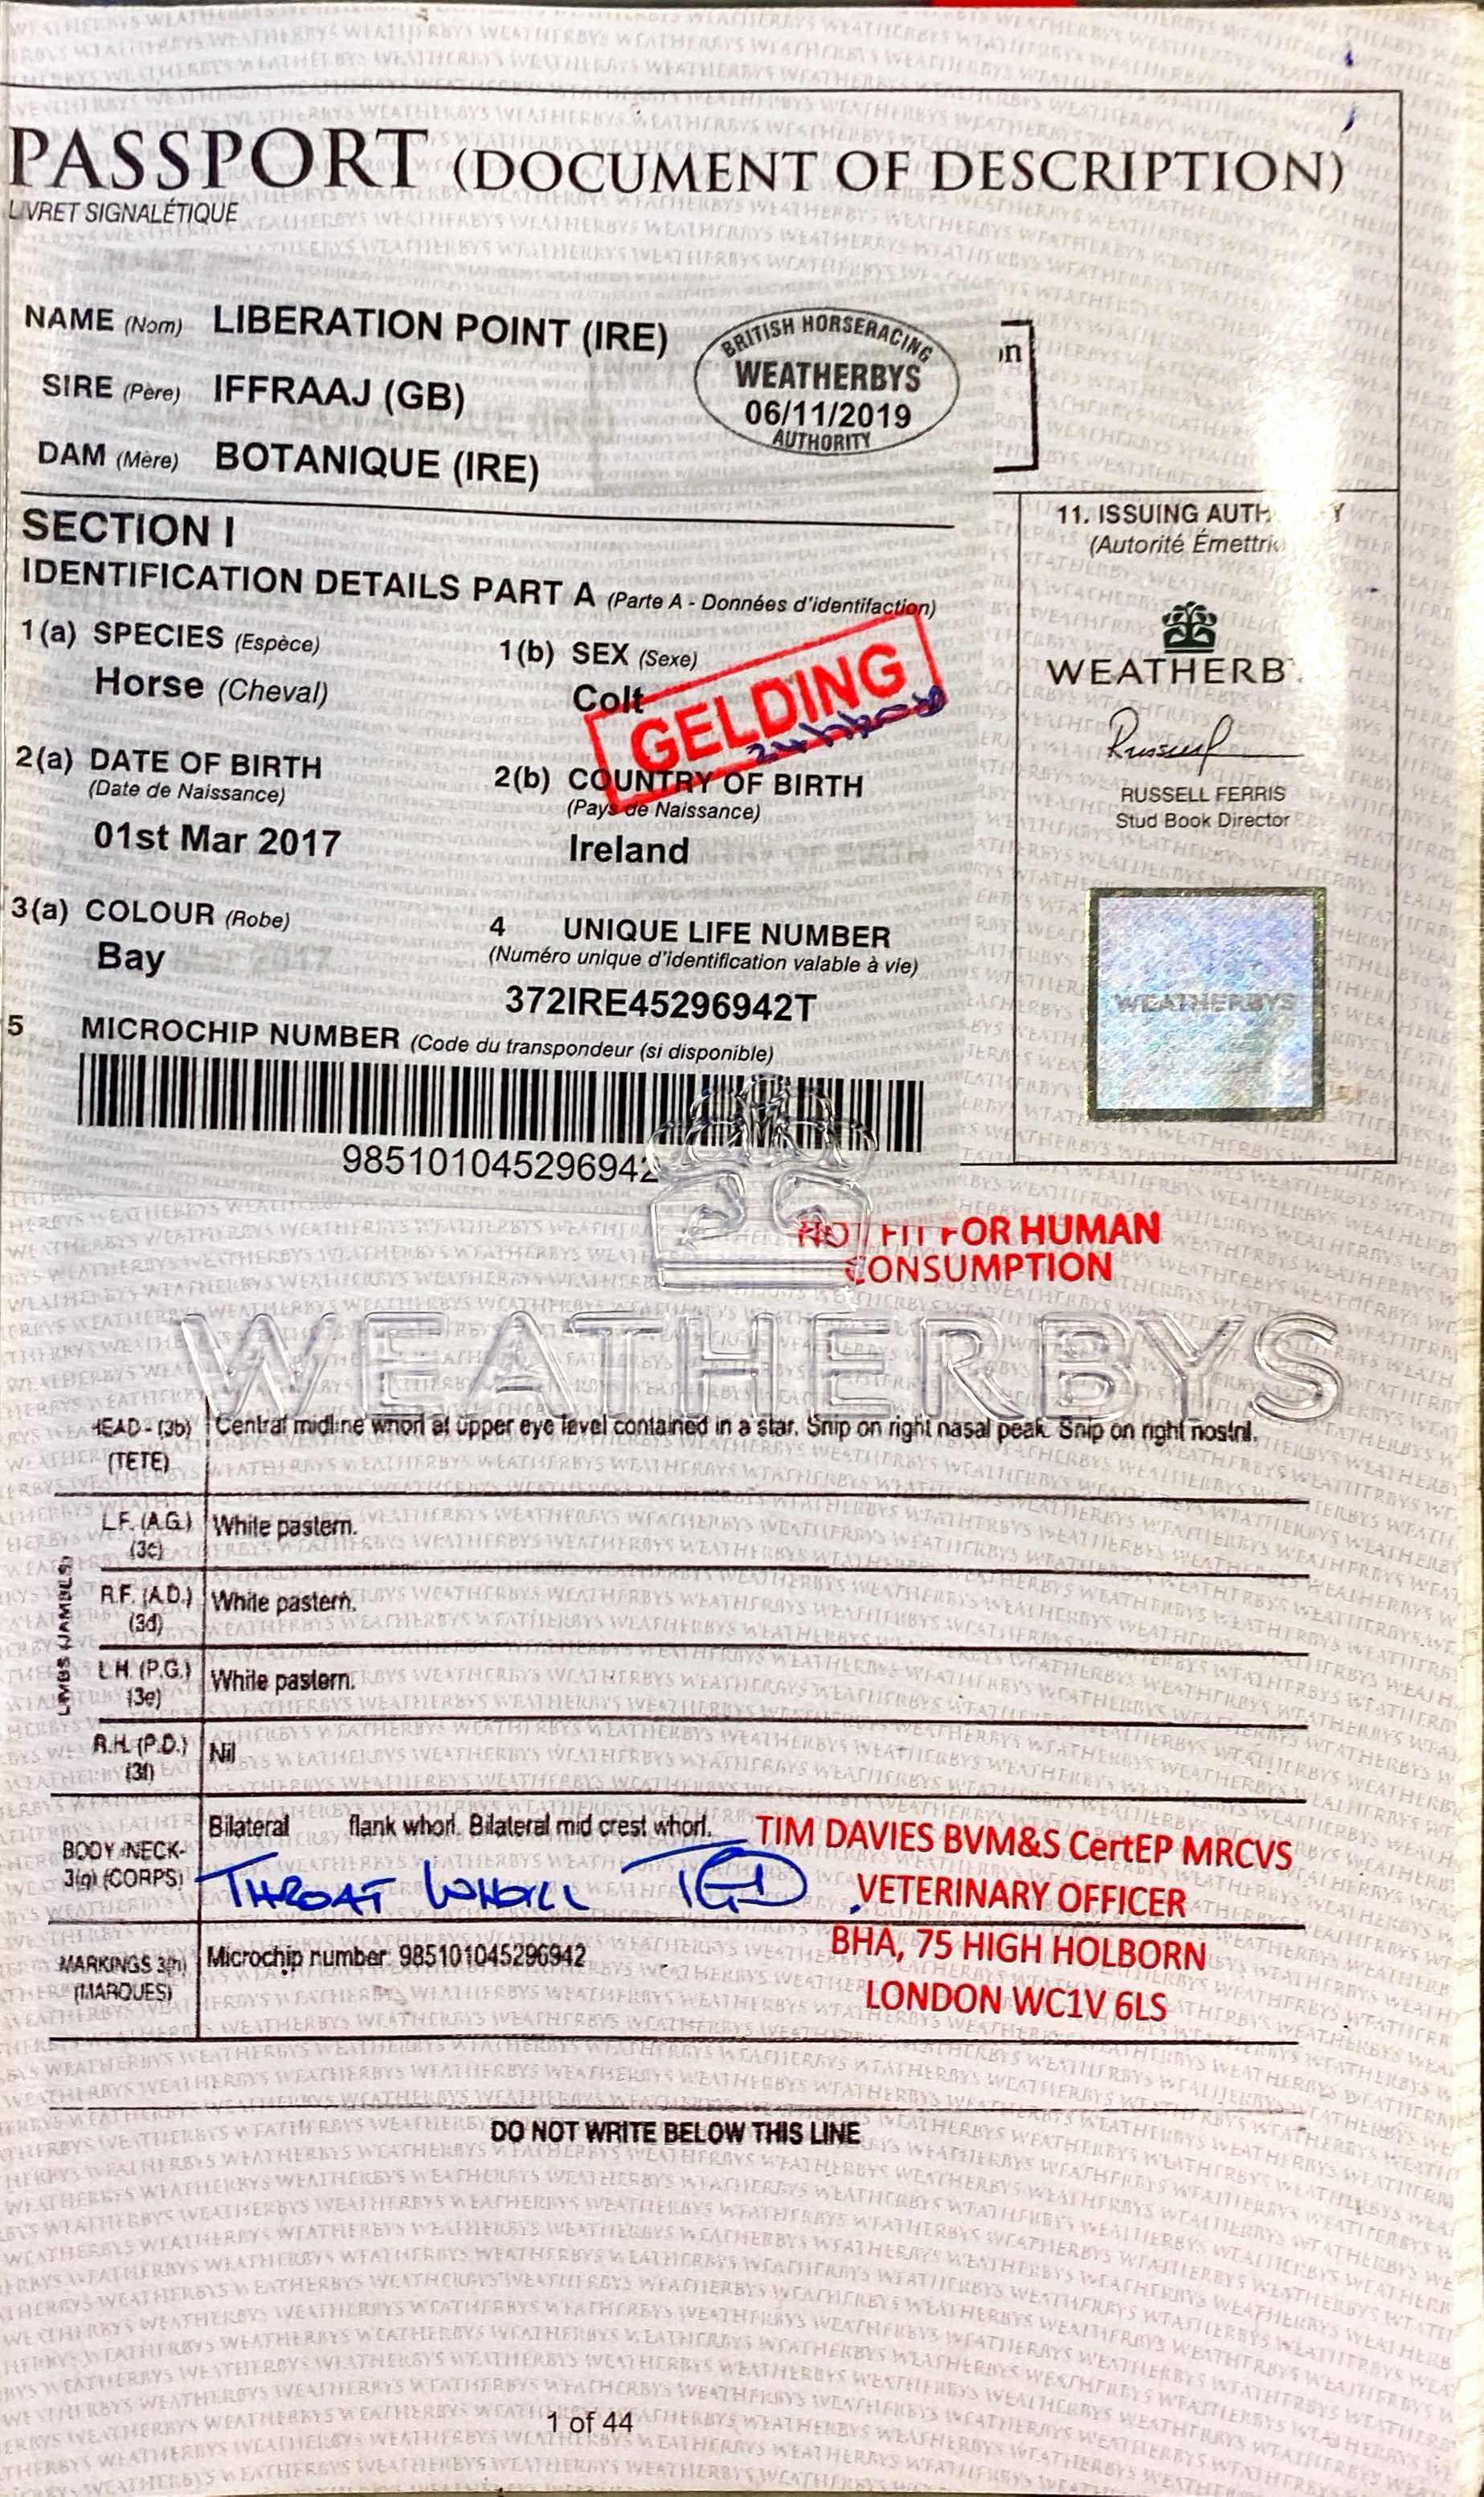 PASSPORT (DOCUMENT OF DESCRIPTION)
LIVRET SIGNALÉTIQUE
NAME (Nom) LIBERATION POINT (IRE)
SIRE (Père) IFFRAAJ (GB)
DAM (Mère) BOTANIQUE (IRE)
BRITISH HORSERACING
WEATHERBYS
06/11/2019
AUTHORITY
SECTION I
IDENTIFICATION DETAILS PART A (Parte A - Données d'identifaction)
1(a) SPECIES (Espèce)
Horse (Cheval)
1(b) SEX (Sexe)
Colt
GELDING
2(a) DATE OF BIRTH
(Date de Naissance)
01st Mar 2017
2(b) COUNTRY OF BIRTH
(Pays de Naissance)
Ireland
3(a) COLOUR (Robe)
Bay
4 UNIQUE LIFE NUMBER
(Numéro unique d'identification valable à vie)
372IRE45296942T
5 MICROCHIP NUMBER (Code du transpondeur (si disponible)
985101045296942
11. ISSUING
WEATHERBY
RUSSELL FERRIS
Stud Book Director
WEATHERBYS
NOT FIT FOR HUMAN
CONSUMPTION
WEATHERBYS
HEAD - (3b) Central midline whorl at upper eye level contained in a star. Snip on right nasal peak. Snip on right nostril.
(TETE)
LIMBS (JAMBES)
L.F. (A.G.) White pastern.
(3c)
R.F. (A.D.) White pastern.
(3d)
L.H. (P.G.) White pastern.
(3e)
R.H. (P.D.) Nil
(3f)
BODY NECK- Bilateral flank whorl. Bilateral mid crest whorl.
3(g) (CORPS) THROAT WHORL
TIM DAVIES BVM&S CertEP MRCVS
VETERINARY OFFICER
BHA, 75 HIGH HOLBORN
LONDON WC1V 6LS
MARKINGS 3(h) Microchip number: 985101045296942
(MARQUES)
DO NOT WRITE BELOW THIS LINE
1 of 44